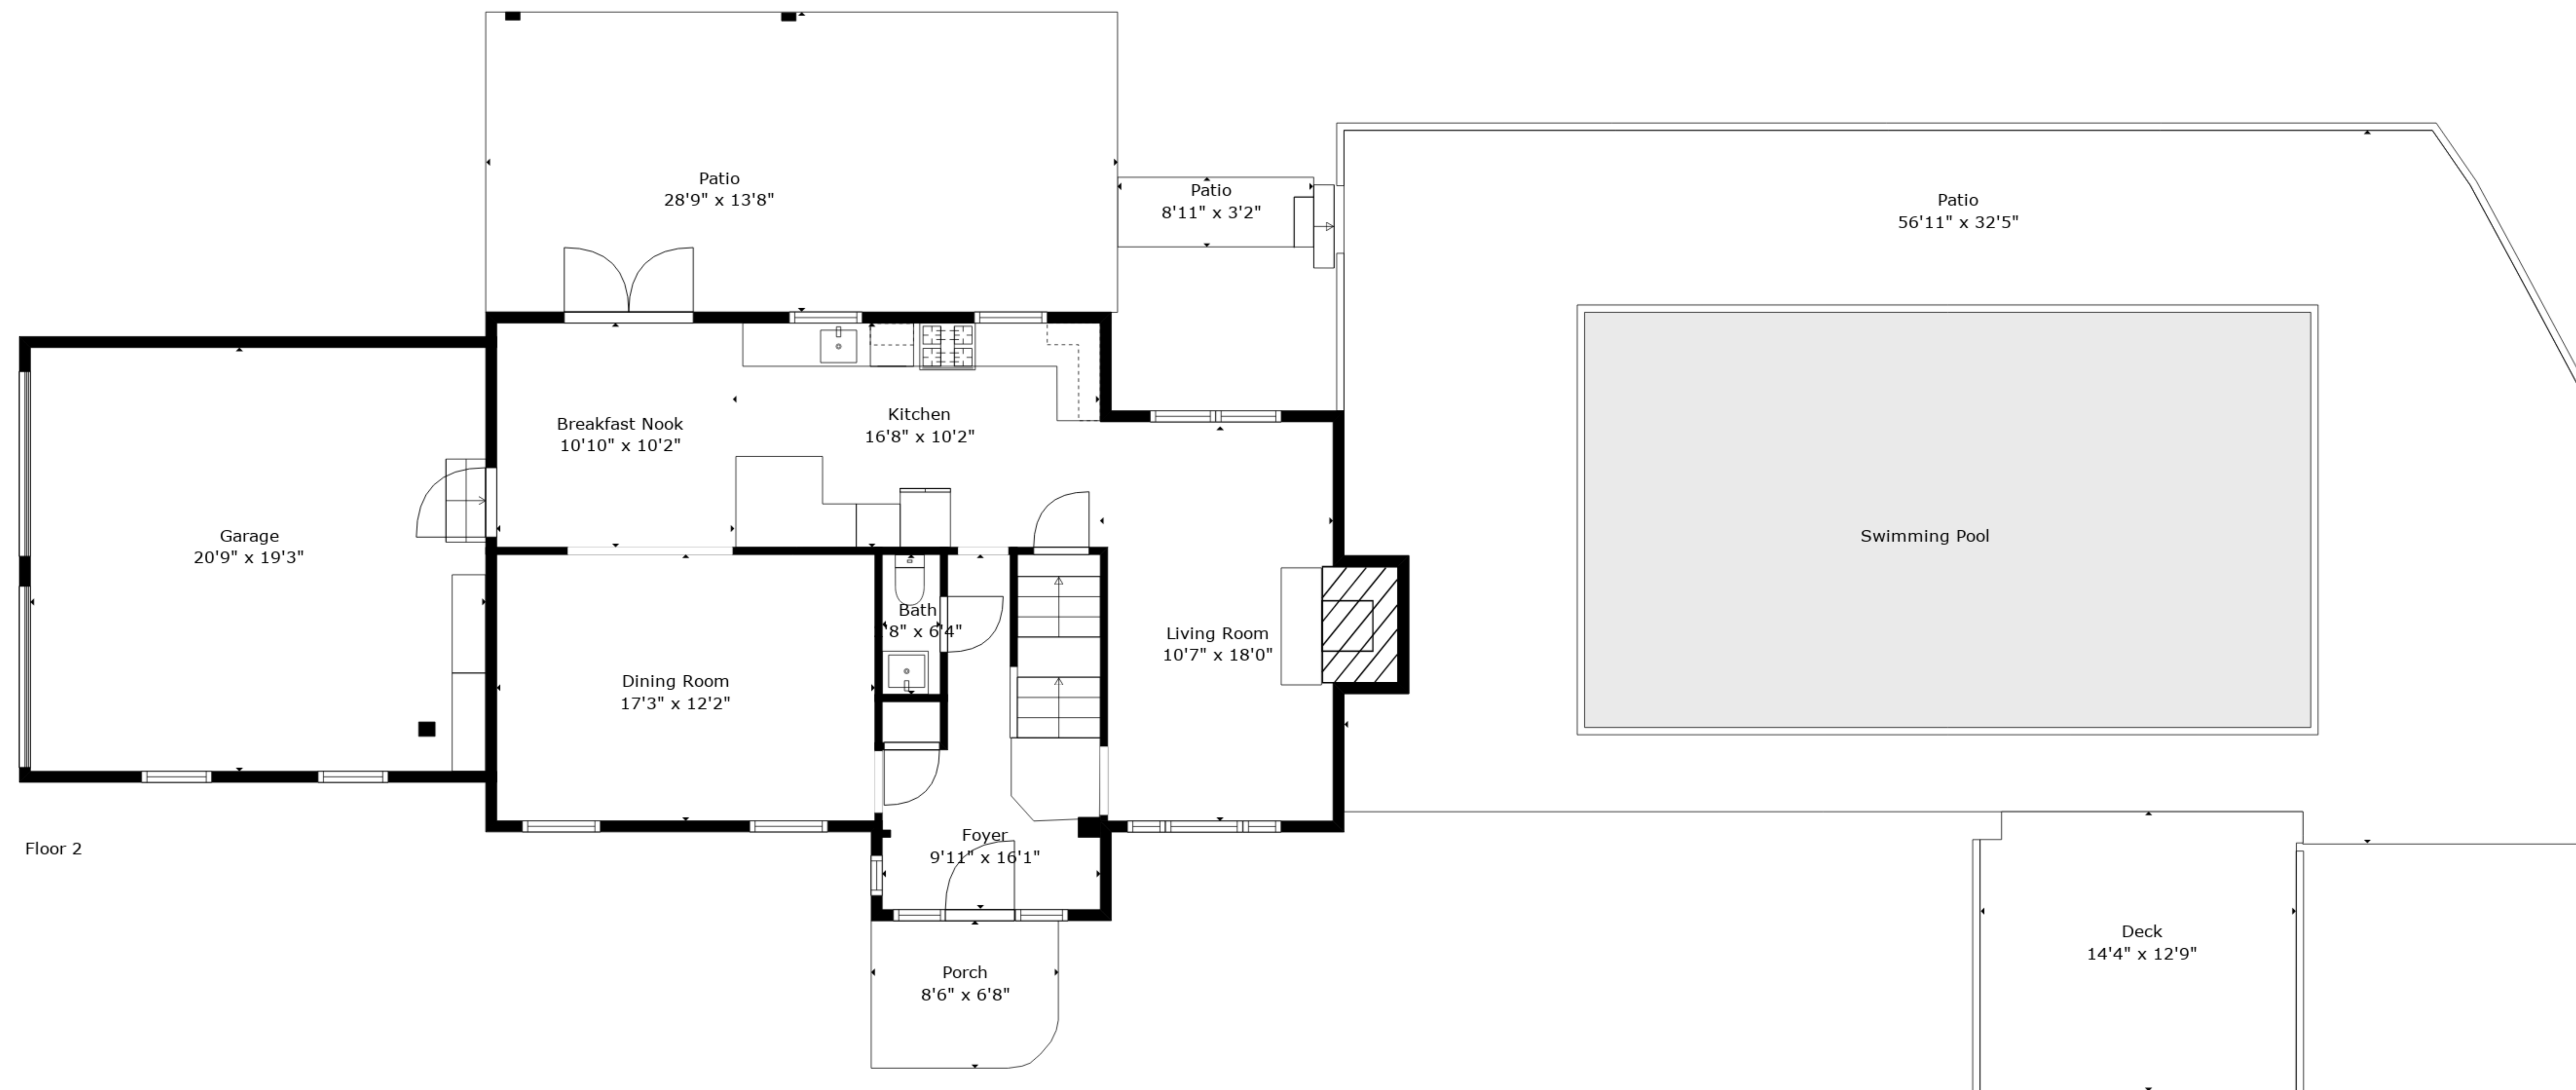 Patio
28'9" x 13'8"
Patio
8'11" x 3'2"
Patio
56'11" x 32'5"
Breakfast Nook
10'10" x 10'2"
Kitchen
16'8" x 10'2"
Garage
20'9" x 19'3"
Swimming Pool
Bath
8" x 6'4"
Living Room
10'7" x 18'0"
Dining Room
17'3" x 12'2"
Foyer
9'11" x 16'1"
Floor 2
Deck
14'4" x 12'9"
Porch
8'6" x 6'8"